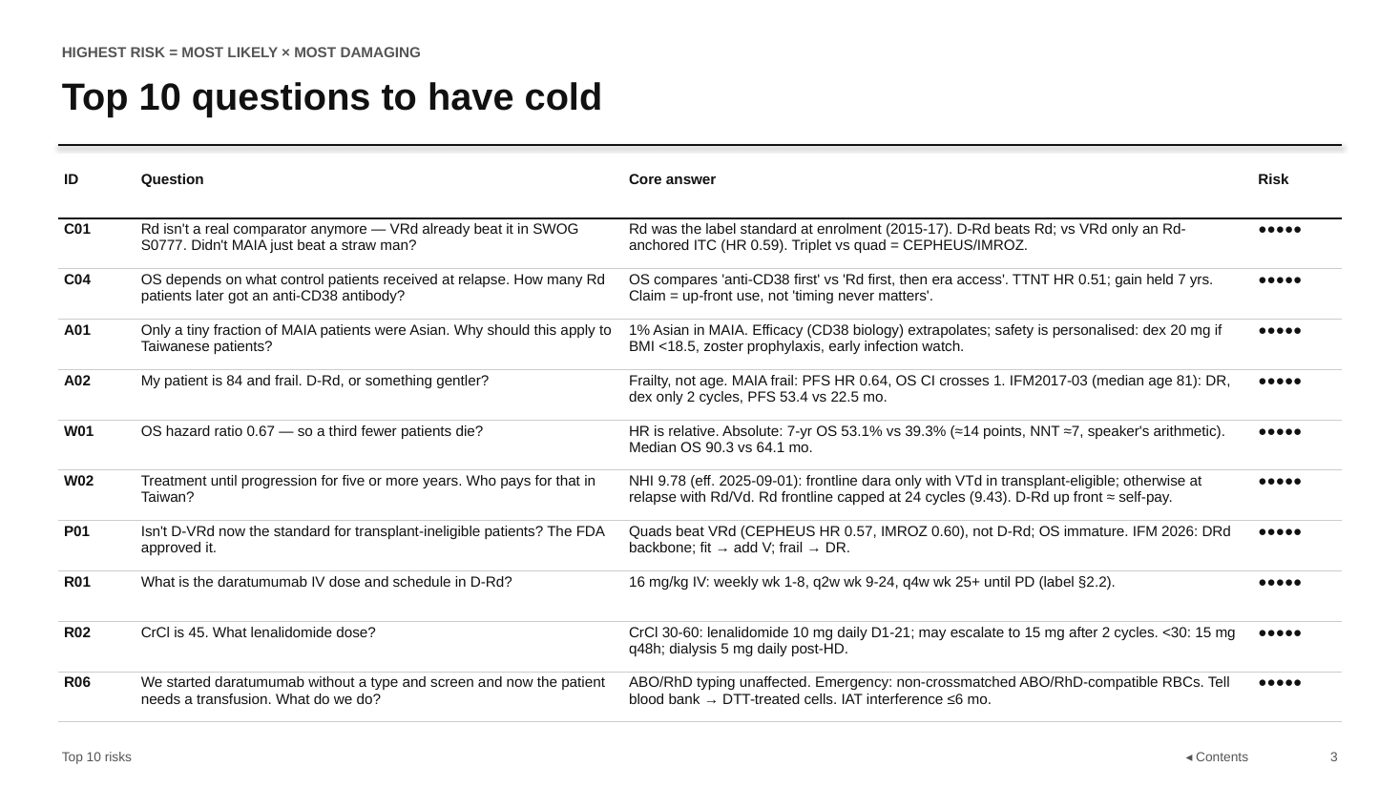 HIGHEST RISK = MOST LIKELY × MOST DAMAGING
Top 10 questions to have cold
ID Question Core answer Risk
C01
Rd isn't a real comparator anymore — VRd already beat it in SWOG
S0777. Didn't MAIA just beat a straw man?
Rd was the label standard at enrolment (2015-17). D-Rd beats Rd; vs VRd only an Rd-
anchored ITC (HR 0.59). Triplet vs quad = CEPHEUS/IMROZ.
●●●●●
C04
OS depends on what control patients received at relapse. How many Rd
patients later got an anti-CD38 antibody?
OS compares 'anti-CD38 first' vs 'Rd first, then era access'. TTNT HR 0.51; gain held 7 yrs.
Claim = up-front use, not 'timing never matters'.
●●●●●
A01
Only a tiny fraction of MAIA patients were Asian. Why should this apply to
Taiwanese patients?
1% Asian in MAIA. Efficacy (CD38 biology) extrapolates; safety is personalised: dex 20 mg if
BMI <18.5, zoster prophylaxis, early infection watch.
●●●●●
A02
My patient is 84 and frail. D-Rd, or something gentler?
Frailty, not age. MAIA frail: PFS HR 0.64, OS CI crosses 1. IFM2017-03 (median age 81): DR,
dex only 2 cycles, PFS 53.4 vs 22.5 mo.
●●●●●
W01
OS hazard ratio 0.67 — so a third fewer patients die?
HR is relative. Absolute: 7-yr OS 53.1% vs 39.3% (≈14 points, NNT ≈7, speaker's arithmetic).
Median OS 90.3 vs 64.1 mo.
●●●●●
W02
Treatment until progression for five or more years. Who pays for that in
Taiwan?
NHI 9.78 (eff. 2025-09-01): frontline dara only with VTd in transplant-eligible; otherwise at
relapse with Rd/Vd. Rd frontline capped at 24 cycles (9.43). D-Rd up front ≈ self-pay.
●●●●●
P01
Isn't D-VRd now the standard for transplant-ineligible patients? The FDA
approved it.
Quads beat VRd (CEPHEUS HR 0.57, IMROZ 0.60), not D-Rd; OS immature. IFM 2026: DRd
backbone; fit → add V; frail → DR.
●●●●●
R01
What is the daratumumab IV dose and schedule in D-Rd?
16 mg/kg IV: weekly wk 1-8, q2w wk 9-24, q4w wk 25+ until PD (label §2.2).
●●●●●
R02
CrCl is 45. What lenalidomide dose?
CrCl 30-60: lenalidomide 10 mg daily D1-21; may escalate to 15 mg after 2 cycles. <30: 15 mg
q48h; dialysis 5 mg daily post-HD.
●●●●●
R06
We started daratumumab without a type and screen and now the patient
needs a transfusion. What do we do?
ABO/RhD typing unaffected. Emergency: non-crossmatched ABO/RhD-compatible RBCs. Tell
blood bank → DTT-treated cells. IAT interference ≤6 mo.
●●●●●
Top 10 risks
◂ Contents
3